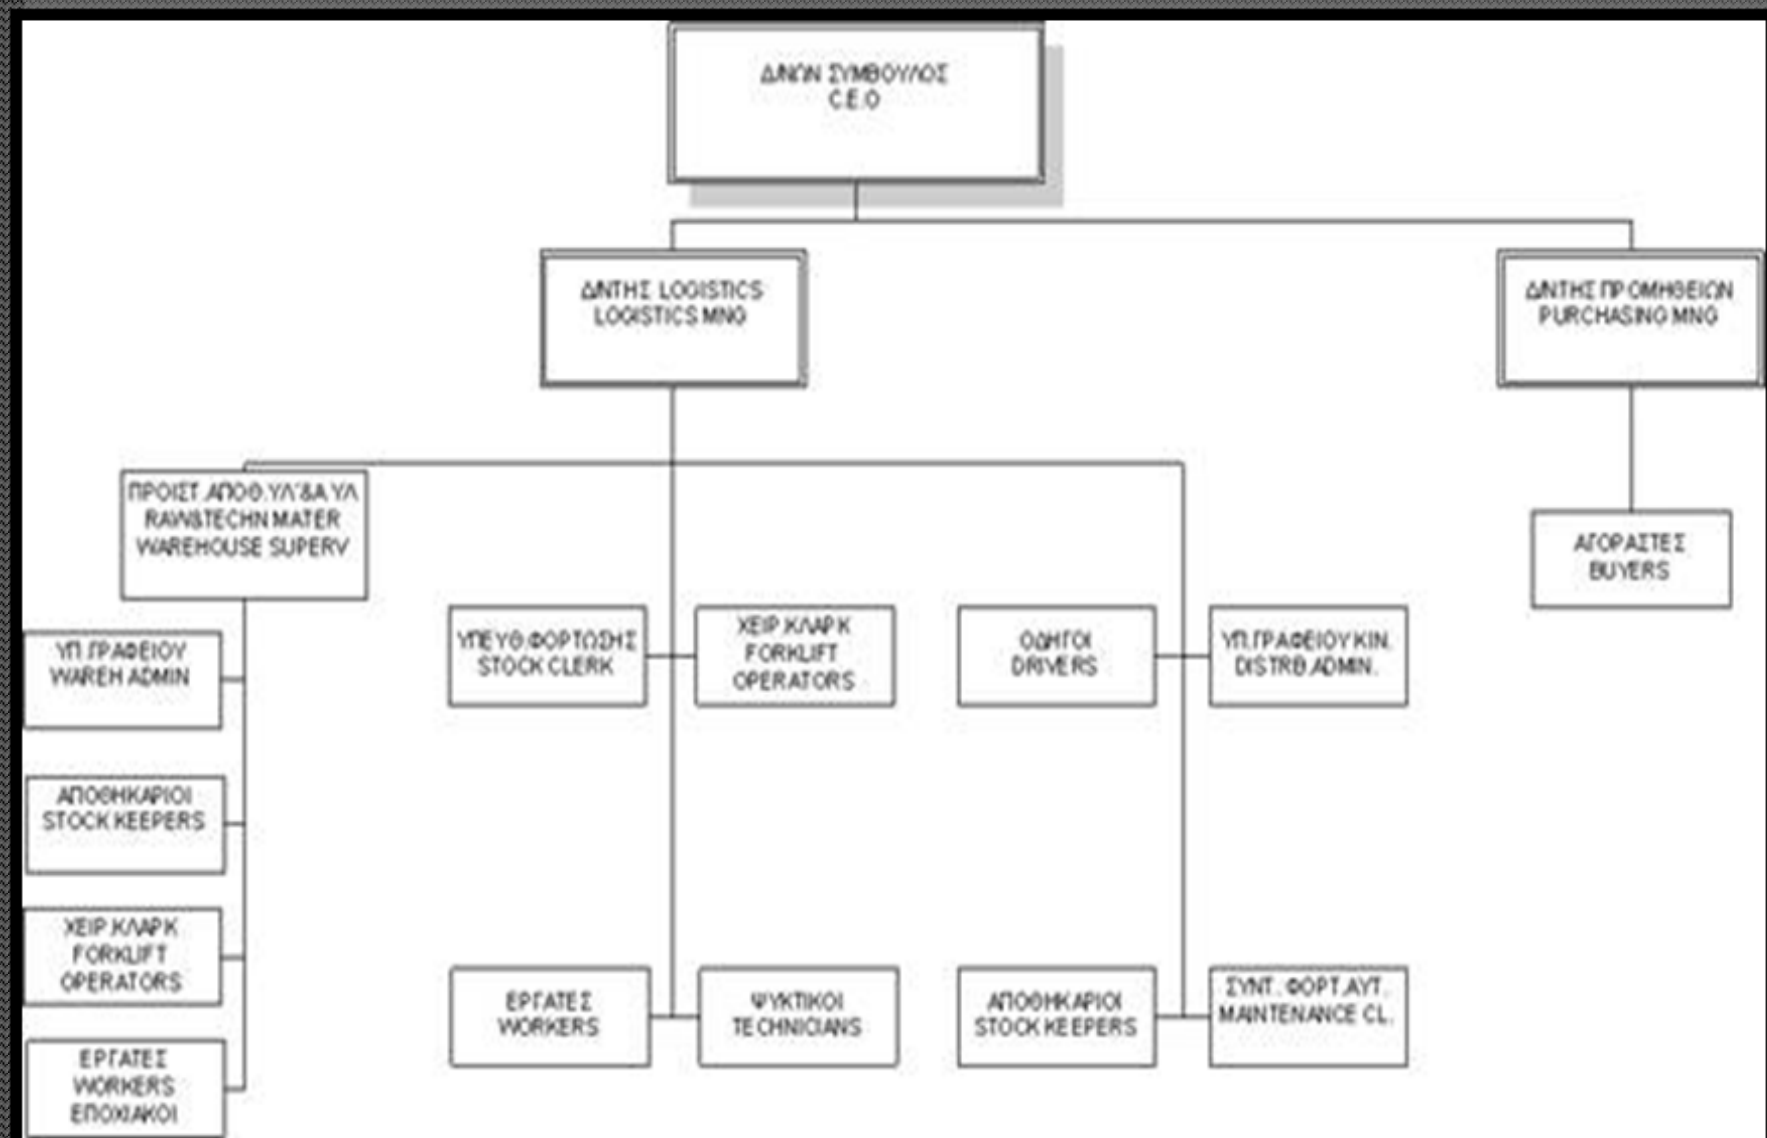 Δ/ΝΩΝ ΣΥΜΒΟΥΛΟΣ
C.E.O
Δ/ΝΤΗΣ LOGISTICS
LOGISTICS MNG
Δ/ΝΤΗΣ ΠΡΟΜΗΘΕΙΩΝ
PURCHASING MNG
ΠΡΟΙΣΤ.ΑΠΟΘ.ΥΛ'&Α ΥΛ
RAW&TECHN MATER
WAREHOUSE SUPERV
ΑΓΟΡΑΣΤΕΣ
BUYERS
ΥΠ.ΓΡΑΦΕΙΟΥ
WAREH ADMIN
ΥΠΕΥΘ.ΦΟΡΤΩΣΗΣ
STOCK CLERK
ΧΕΙΡ.ΚΛΑΡΚ
FORKLIFT
OPERATORS
ΟΔΗΓΟΙ
DRIVERS
ΥΠ.ΓΡΑΦΕΙΟΥ ΚΙΝ.
DISTRB.ADMIN.
ΑΠΟΘΗΚΑΡΙΟΙ
STOCK KEEPERS
ΧΕΙΡ.ΚΛΑΡΚ
FORKLIFT
OPERATORS
ΕΡΓΑΤΕΣ
WORKERS
ΨΥΚΤΙΚΟΙ
TECHNICIANS
ΑΠΟΘΗΚΑΡΙΟΙ
STOCK KEEPERS
ΣΥΝΤ. ΦΟΡΤ.ΑΥΤ.
MAINTENANCE CL.
ΕΡΓΑΤΕΣ
WORKERS
ΕΠΟΧΙΑΚΟΙ